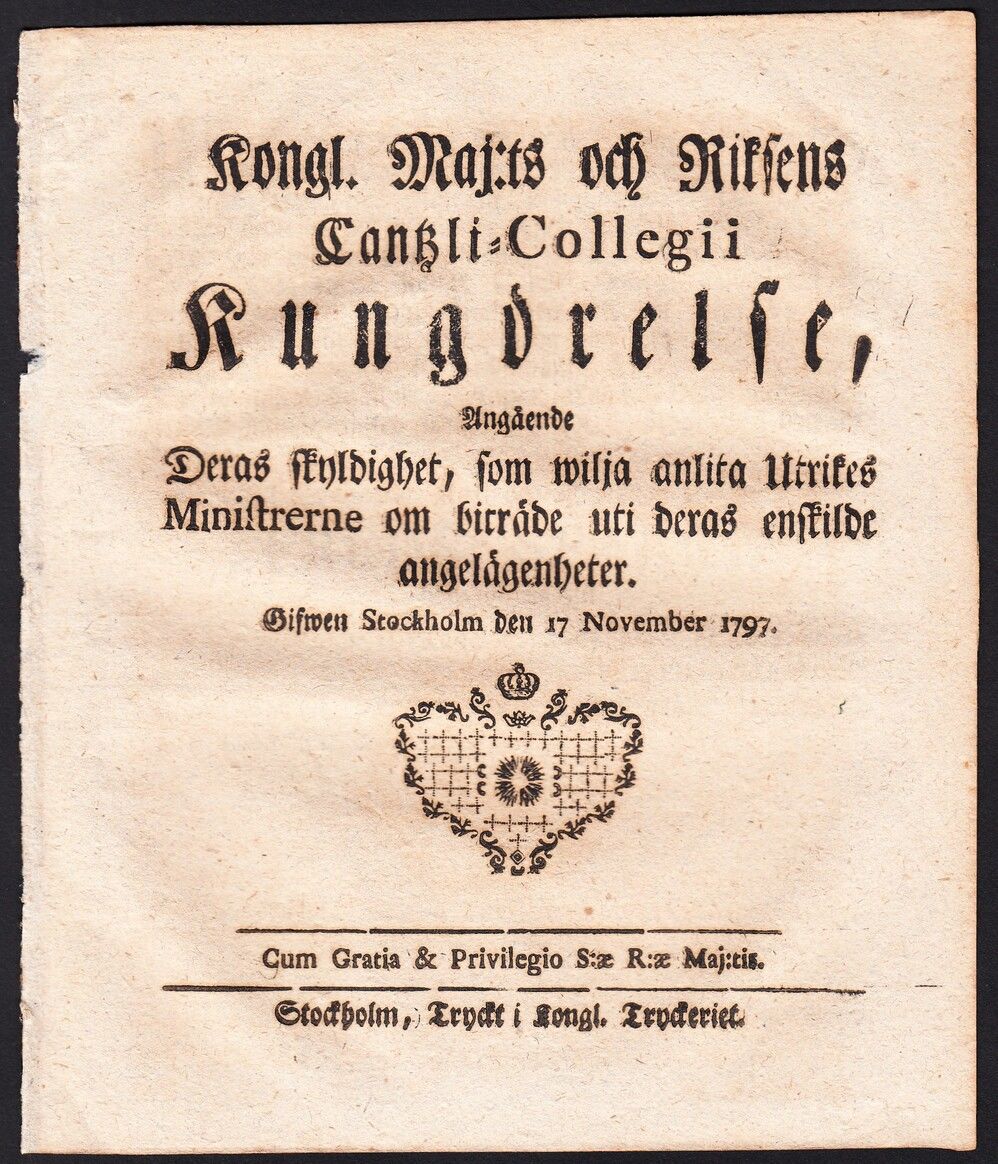 Kongl. Maj:ts och Riksens
Cantzli-Collegii
Kungörelse,
Angående
Deras skyldighet, som wilja anlita Utrikes
Ministrerne om biträde uti deras enskilde
angelägenheter.
Gifwen Stockholm den 17 November 1797.
Cum Gratia & Privilegio S:æ R:æ Maj:tis.
Stockholm, Tryckt i Kongl. Tryckeriet.